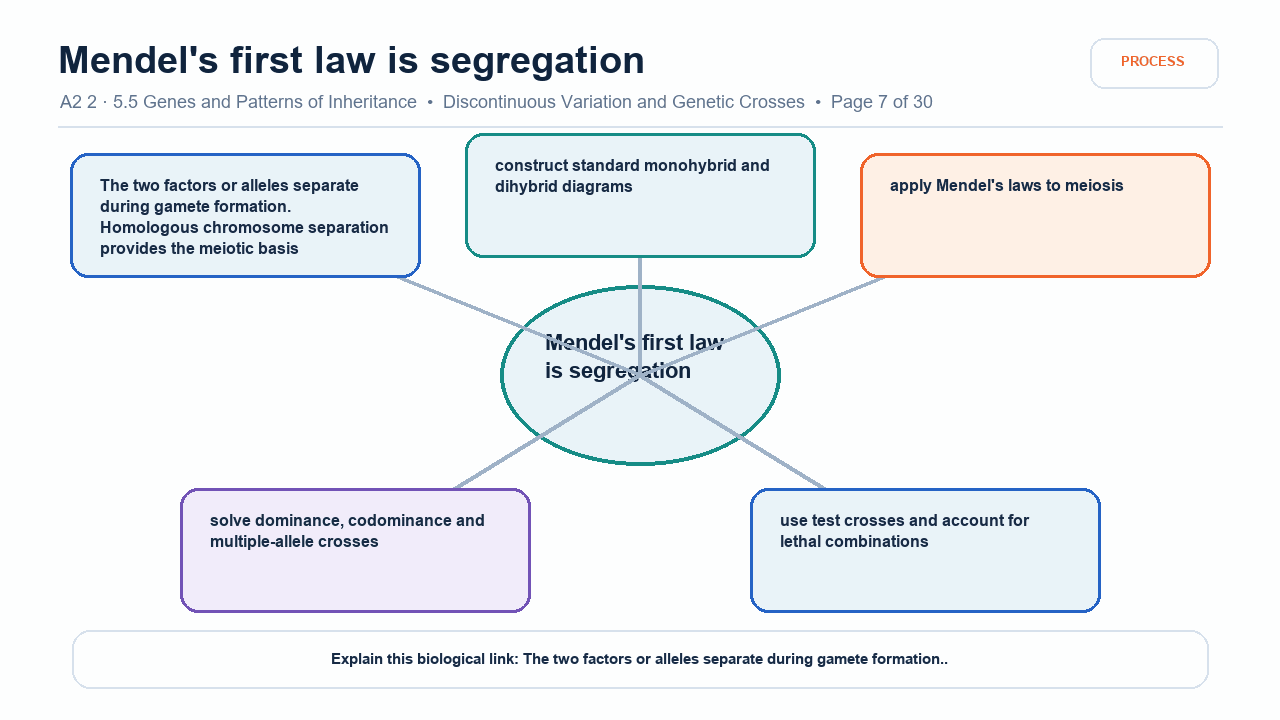 Mendel's first law is segregation
PROCESS
A2 2 · 5.5 Genes and Patterns of Inheritance • Discontinuous Variation and Genetic Crosses • Page 7 of 30
The two factors or alleles separate
during gamete formation.
Homologous chromosome separation
provides the meiotic basis
construct standard monohybrid and
dihybrid diagrams
apply Mendel's laws to meiosis
Mendel's first law
is segregation
solve dominance, codominance and
multiple-allele crosses
use test crosses and account for
lethal combinations
Explain this biological link: The two factors or alleles separate during gamete formation..